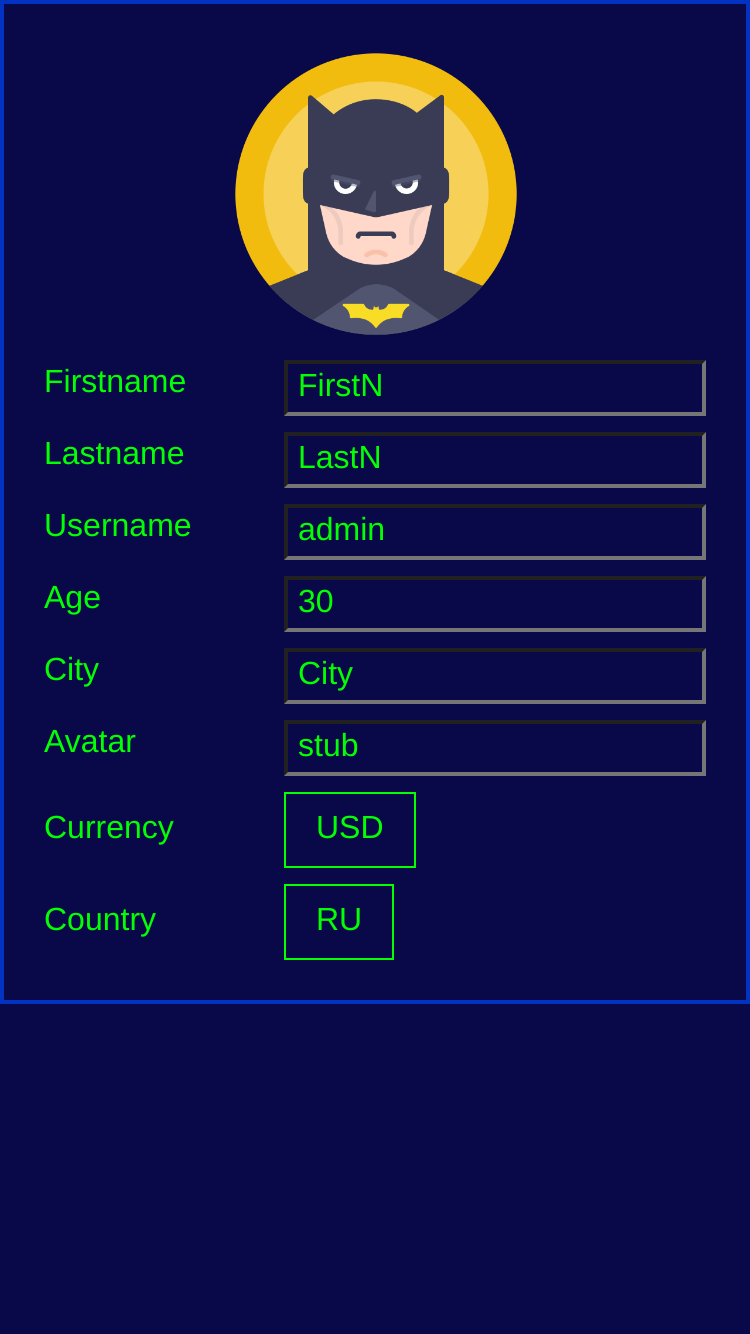 Firstname FirstN
Lastname LastN
Username admin
Age 30
City City
Avatar stub
Currency USD
Country RU